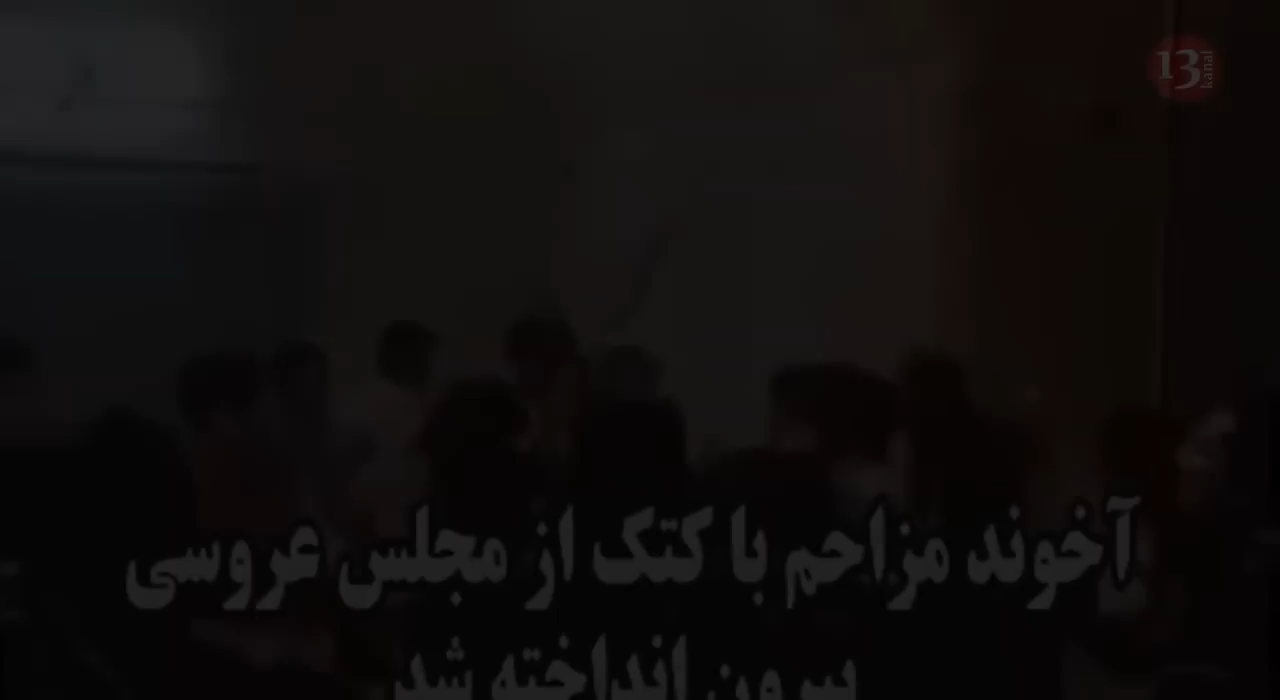 13 kanal
آخوند مزاحم با کتک از مجلس عروسی
بیرون انداخته شد